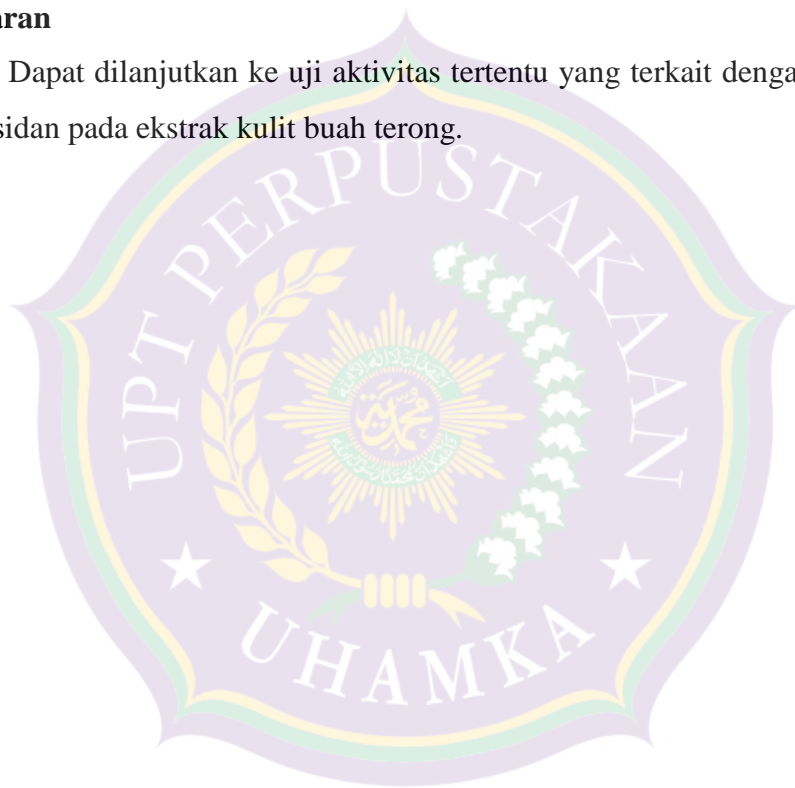 aran
Dapat dilanjutkan ke uji aktivitas tertentu yang terkait denga
sidan pada ekstrak kulit buah terong.
UPT PERPUSTAKAAN
محمدية
UHAMKA